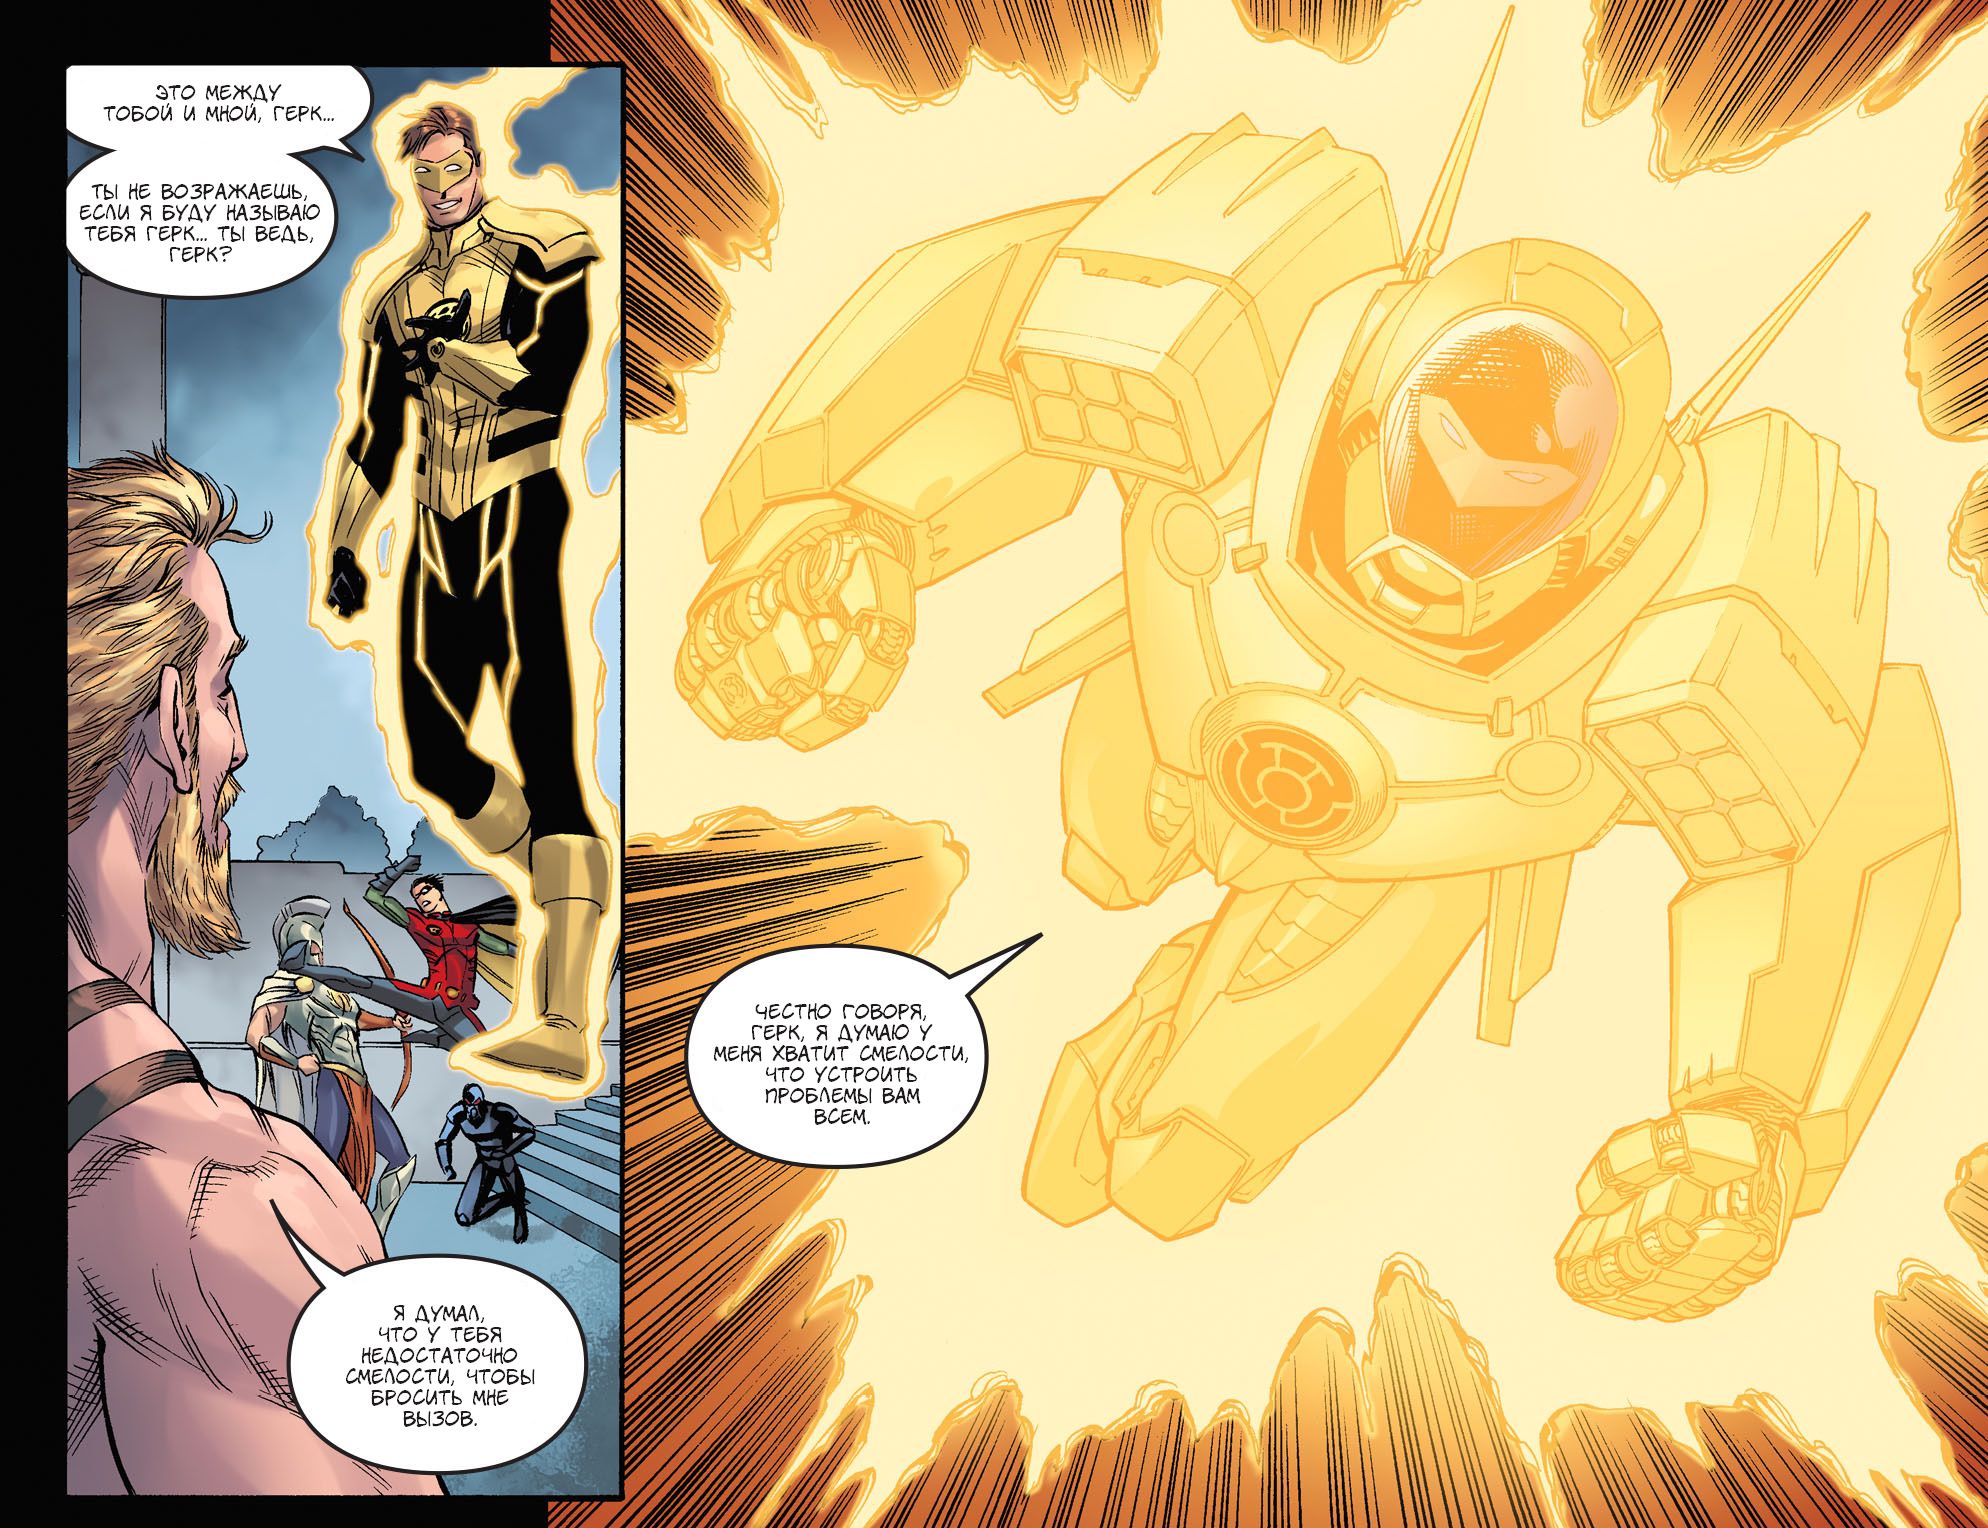 ЭТО МЕЖДУ
ТОБОЙ И МНОЙ, ГЕРК...
ТЫ НЕ ВОЗРАЖАЕШЬ,
ЕСЛИ Я БУДУ НАЗЫВАЮ
ТЕБЯ ГЕРК... ТЫ ВЕДЬ,
ГЕРК?
Я ДУМАЛ,
ЧТО У ТЕБЯ
НЕДОСТАТОЧНО
СМЕЛОСТИ, ЧТОБЫ
БРОСИТЬ МНЕ
ВЫЗОВ.
ЧЕСТНО ГОВОРЯ,
ГЕРК, Я ДУМАЮ У
МЕНЯ ХВАТИТ СМЕЛОСТИ,
ЧТО УСТРОИТЬ
ПРОБЛЕМЫ ВАМ
ВСЕМ.